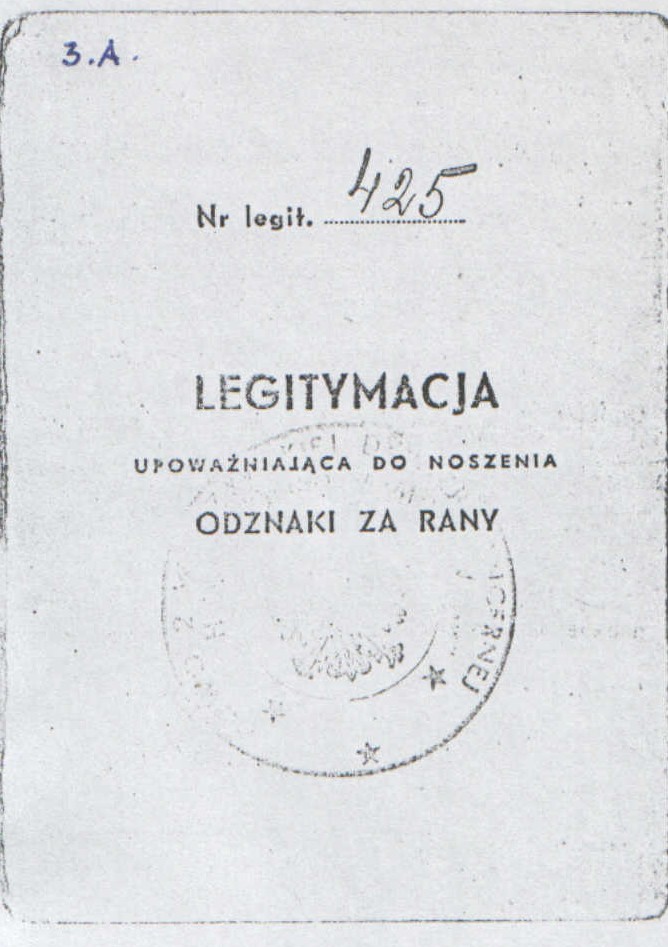 3.A.
Nr legit. 425
LEGITYMACJA
UPOWAŻNIAJĄCA DO NOSZENIA
ODZNAKI ZA RANY